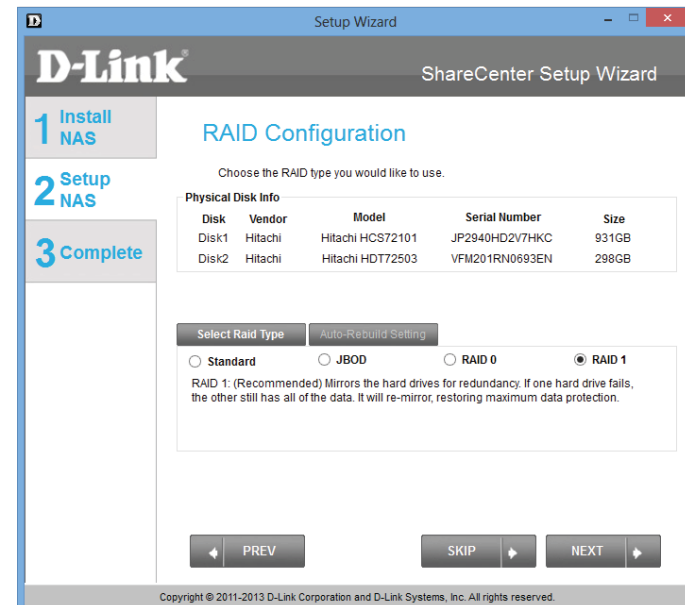 D Setup Wizard
D-Link®
ShareCenter Setup Wizard
1 Install NAS
2 Setup NAS
3 Complete
RAID Configuration
Choose the RAID type you would like to use.
Physical Disk Info
Disk Vendor Model Serial Number Size
Disk1 Hitachi Hitachi HCS72101 JP2940HD2V7HKC 931GB
Disk2 Hitachi Hitachi HDT72503 VFM201RN0693EN 298GB
Select Raid Type Auto-Rebuild Setting
Standard JBOD RAID 0 RAID 1
RAID 1: (Recommended) Mirrors the hard drives for redundancy. If one hard drive fails,
the other still has all of the data. It will re-mirror, restoring maximum data protection.
PREV SKIP NEXT
Copyright © 2011-2013 D-Link Corporation and D-Link Systems, Inc. All rights reserved.